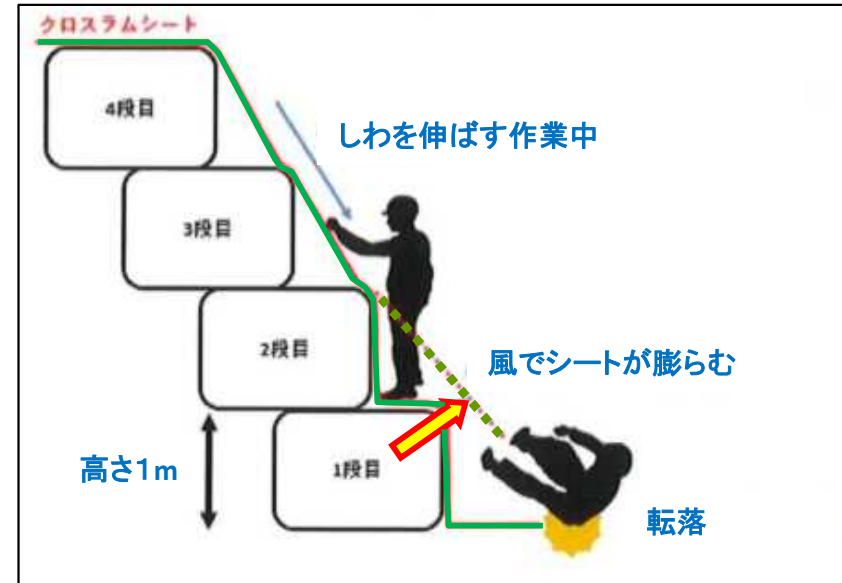 クロスラムシート
4段目
しわを伸ばす作業中
3段目
2段目
風でシートが膨らむ
高さ1m
1段目
転落